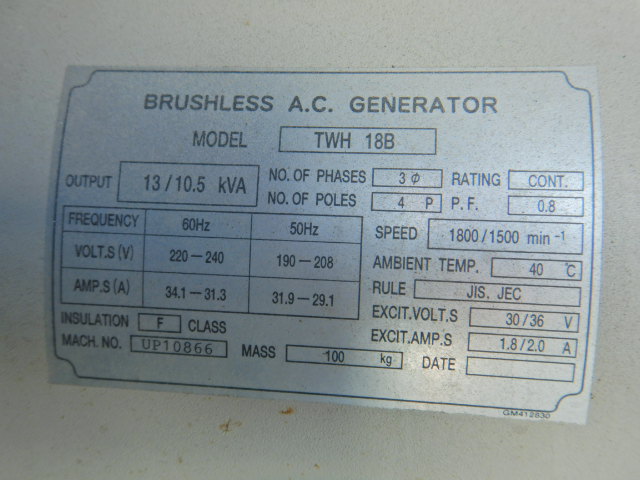 BRUSHLESS A.C. GENERATOR
MODEL TWH 18B
OUTPUT 13/10.5 kVA
NO. OF PHASES 3φ RATING CONT.
NO. OF POLES 4 P P.F. 0.8
FREQUENCY 60Hz 50Hz
VOLT.S (V) 220-240 190-208
AMP.S (A) 34.1-31.3 31.9-29.1
SPEED 1800/1500 min⁻¹
AMBIENT TEMP. 40 ℃
RULE JIS. JEC
EXCIT.VOLT.S 30/36 V
EXCIT.AMP.S 1.8/2.0 A
INSULATION F CLASS
MACH. NO. UP10866 MASS 100 kg DATE
GM412830